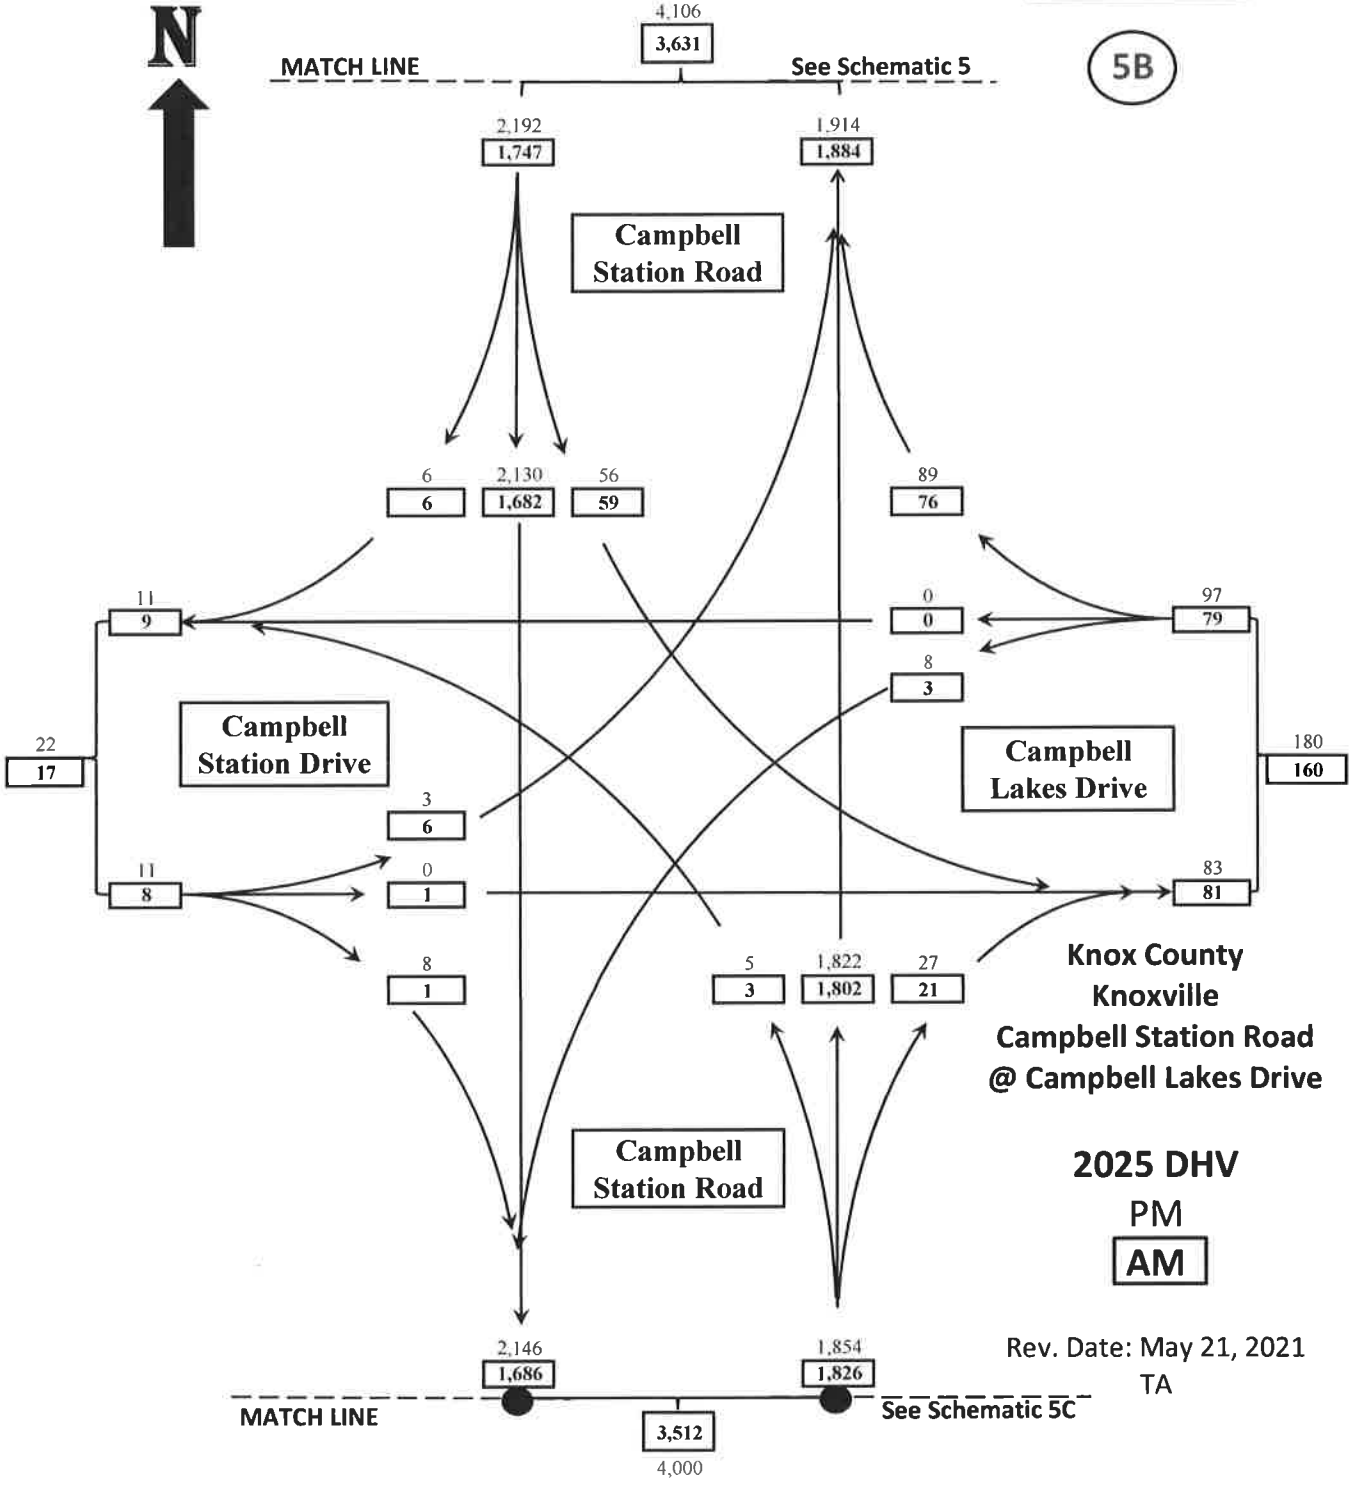 N
4,106
3,631
MATCH LINE
See Schematic 5
5B
2,192
1,747
1,914
1,884
Campbell
Station Road
6
6
2,130
1,682
56
59
89
76
11
9
0
0
97
79
8
3
Campbell
Station Drive
22
17
Campbell
Lakes Drive
180
160
3
6
11
8
0
1
83
81
8
1
5
3
1,822
1,802
27
21
Knox County
Knoxville
Campbell Station Road
@ Campbell Lakes Drive
Campbell
Station Road
2025 DHV
PM
AM
2,146
1,686
1,854
1,826
Rev. Date: May 21, 2021
TA
MATCH LINE
See Schematic 5C
3,512
4,000